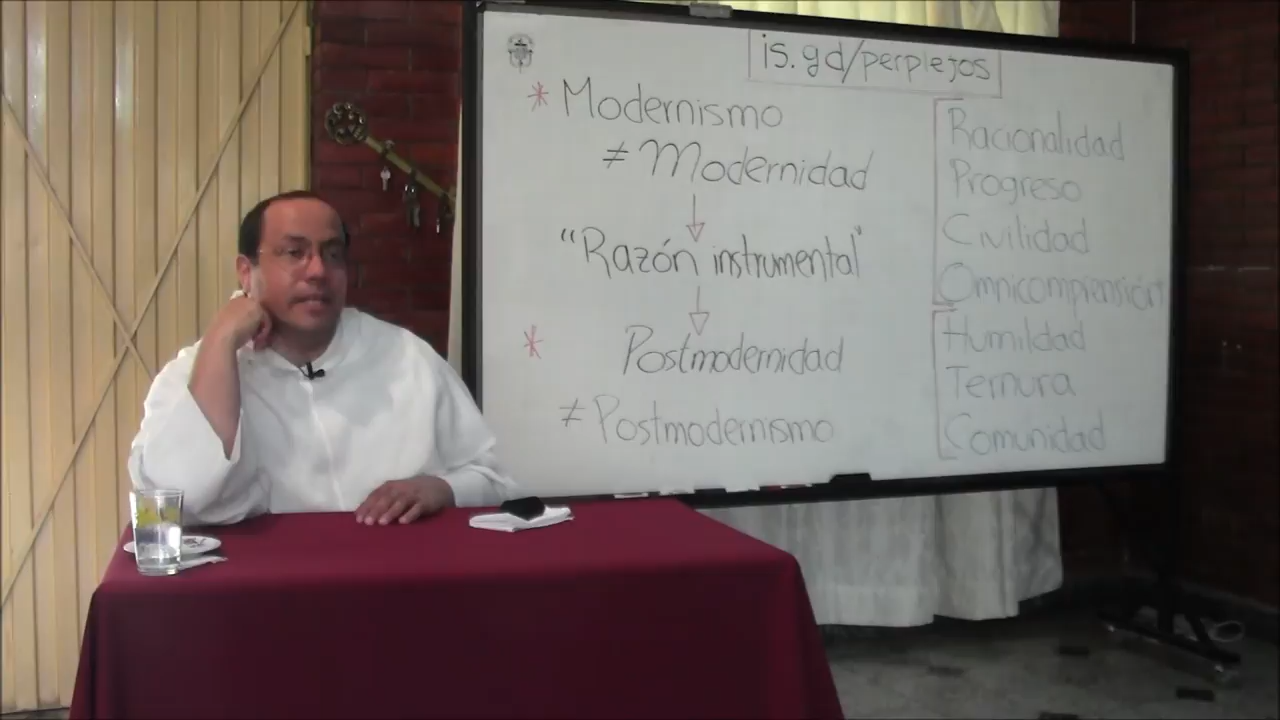 is.gd/perplejos
* Modernismo
≠ Modernidad
"Razón instrumental"
* Postmodernidad
≠ Postmodernismo
Racionalidad
Progreso
Civilidad
Omnicomprensión
Humildad
Ternura
Comunidad